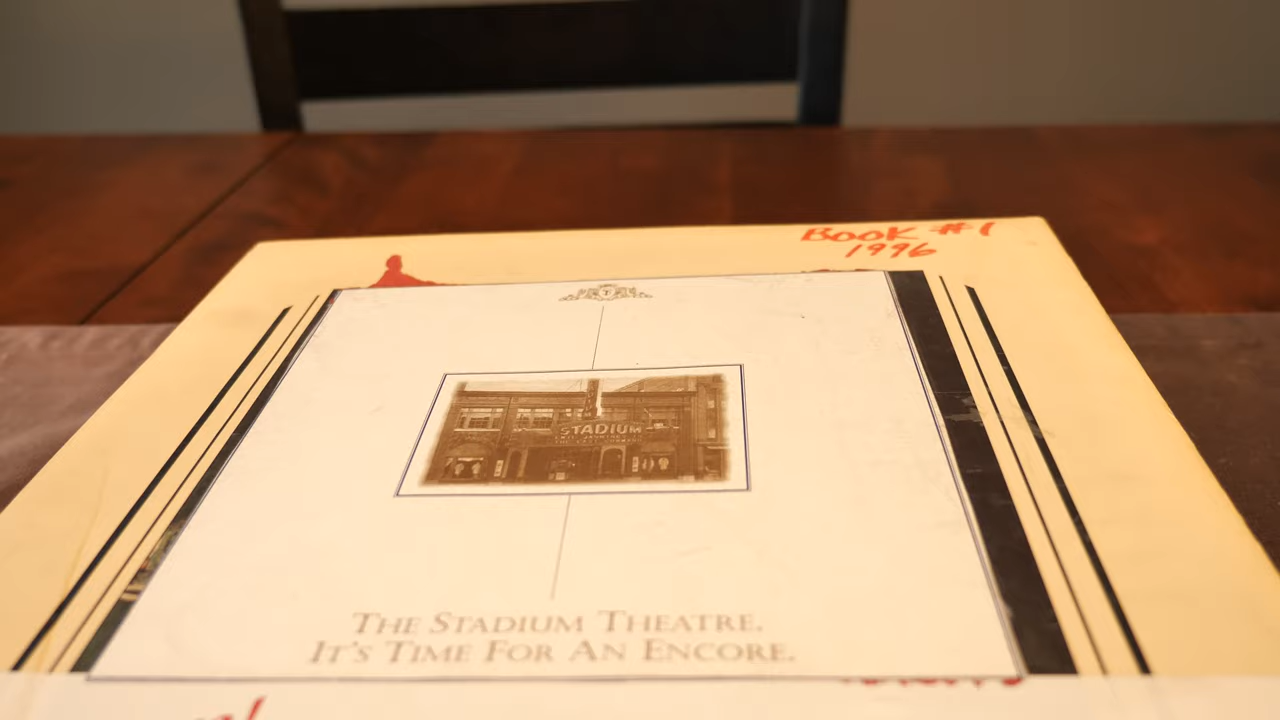 Book #1
1996
STADIUM
THE STADIUM THEATRE.
IT'S TIME FOR AN ENCORE.